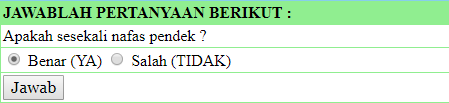 JAWABLAH PERTANYAAN BERIKUT :
Apakah sesekali nafas pendek ?
Benar (YA) Salah (TIDAK)
Jawab